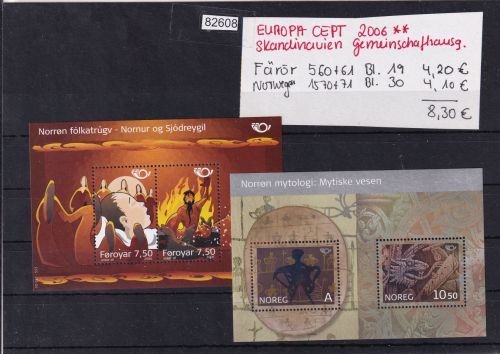 82608
EUROPA CEPT 2006 **
Skandinavien Gemeinschaftsausg.
Färör 560+61 Bl. 19 4,20 €
Norwegen 1570+71 Bl. 30 4,10 €
8,30 €
Norrøn fólkatrúgv - Nornur og Sjódreygil
Føroyar 7,50
Føroyar 7,50
Norrøn mytologi: Mytiske vesen
NOREG A
NOREG 10.50